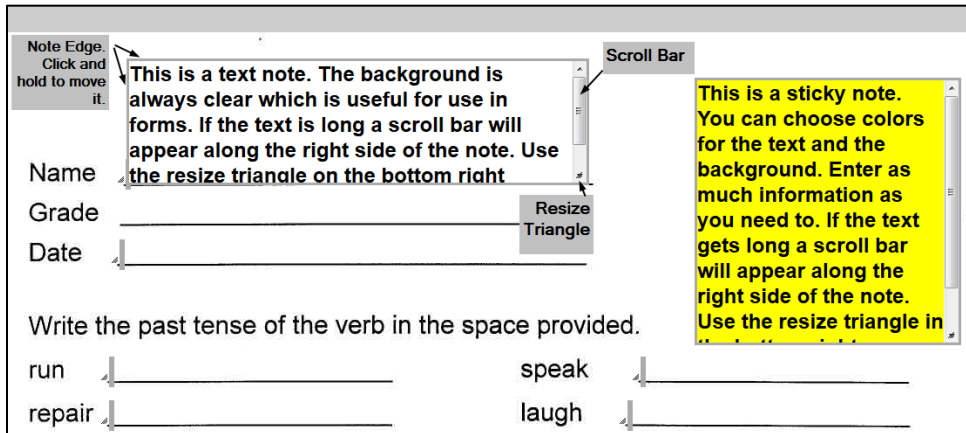 Note Edge.
Click and
hold to move
it.
This is a text note. The background is
always clear which is useful for use in
forms. If the text is long a scroll bar will
appear along the right side of the note. Use
the resize triangle on the bottom right
Scroll Bar
Resize
Triangle
This is a sticky note.
You can choose colors
for the text and the
background. Enter as
much information as
you need to. If the text
gets long a scroll bar
will appear along the
right side of the note.
Use the resize triangle in
Name
Grade
Date
Write the past tense of the verb in the space provided.
run
speak
repair
laugh